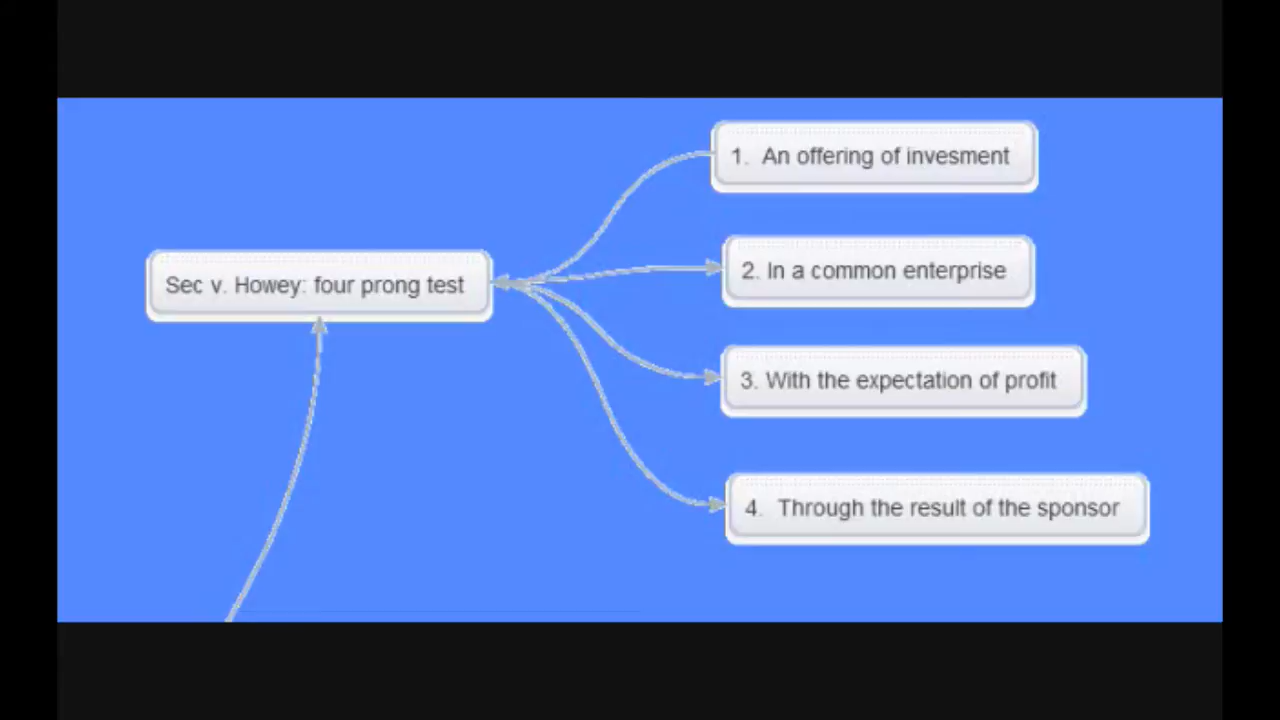 1. An offering of invesment
Sec v. Howey: four prong test
2. In a common enterprise
3. With the expectation of profit
4. Through the result of the sponsor